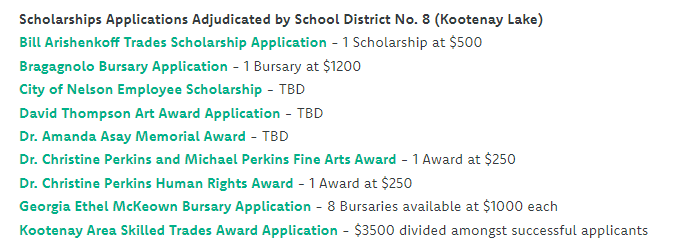 Scholarships Applications Adjudicated by School District No. 8 (Kootenay Lake)
Bill Arishenkoff Trades Scholarship Application - 1 Scholarship at $500
Bragagnolo Bursary Application - 1 Bursary at $1200
City of Nelson Employee Scholarship - TBD
David Thompson Art Award Application - TBD
Dr. Amanda Asay Memorial Award - TBD
Dr. Christine Perkins and Michael Perkins Fine Arts Award - 1 Award at $250
Dr. Christine Perkins Human Rights Award - 1 Award at $250
Georgia Ethel McKeown Bursary Application - 8 Bursaries available at $1000 each
Kootenay Area Skilled Trades Award Application - $3500 divided amongst successful applicants